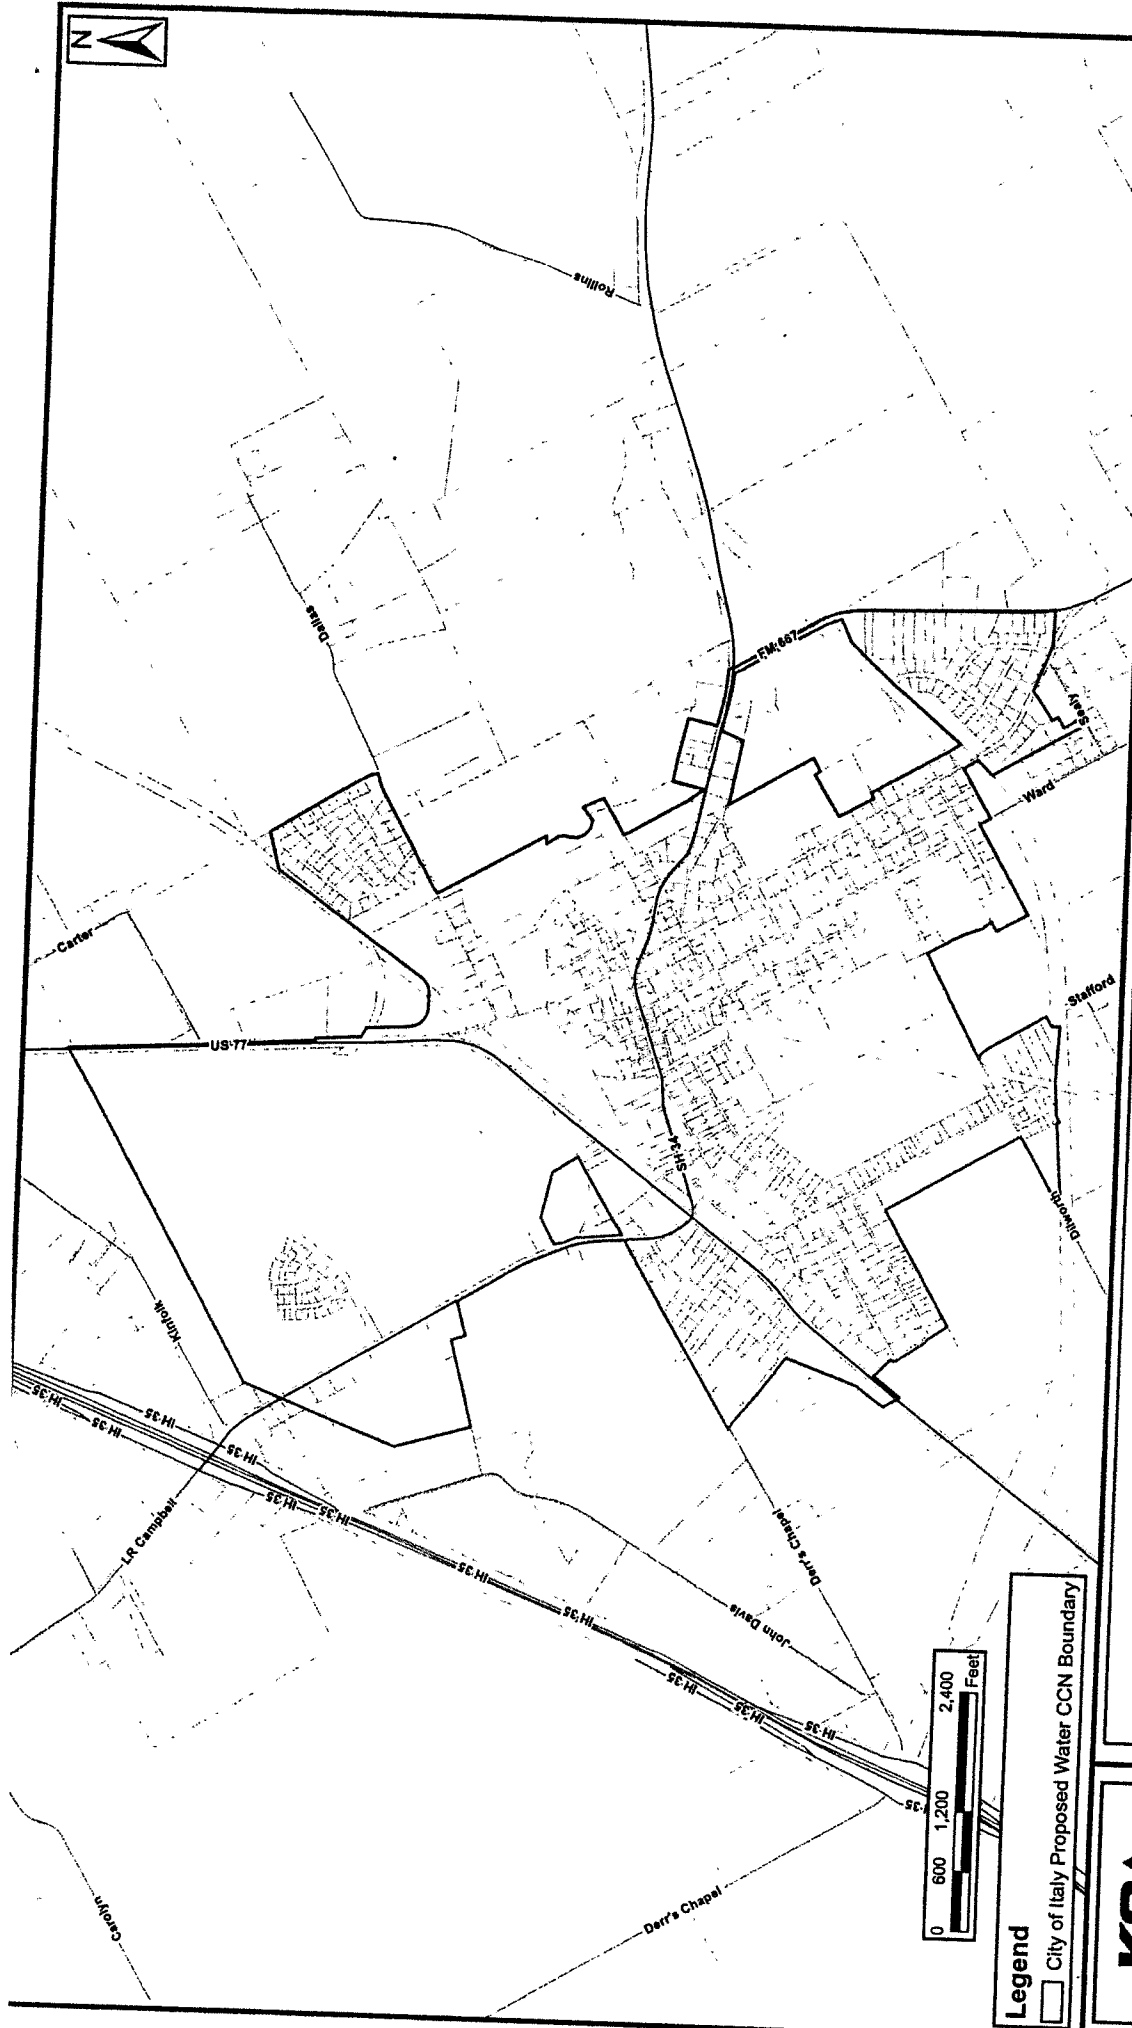 N
Rollins
Dallas
FM 667
Sealy
Ward
Carter
Stafford
US 77
SH 34
Dilworth
Kinfolk
IH 35
IH 35
IH 35
IH 35
IH 35
IH 35
LR Campbell
IH 35
IH 35
Derr's Chapel
John Davis
IH 35
IH 35
IH 35
Carolyn
Derr's Chapel
0 600 1,200 2,400
Feet
Legend
City of Italy Proposed Water CCN Boundary